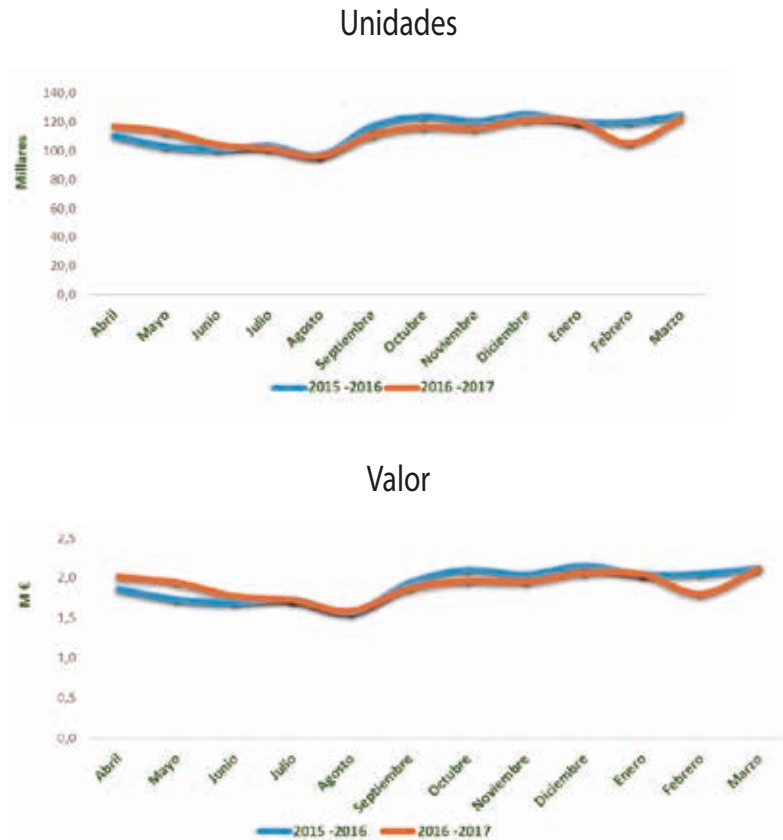 Unidades
140,0
120,0
100,0
80,0
60,0
40,0
20,0
0,0
Millares
Abril Mayo Junio Julio Agosto Septiembre Octubre Noviembre Diciembre Enero Febrero Marzo
2015 -2016 2016 -2017
Valor
2,5
2,0
1,5
1,0
0,5
0,0
M €
Abril Mayo Junio Julio Agosto Septiembre Octubre Noviembre Diciembre Enero Febrero Marzo
2015 -2016 2016 -2017